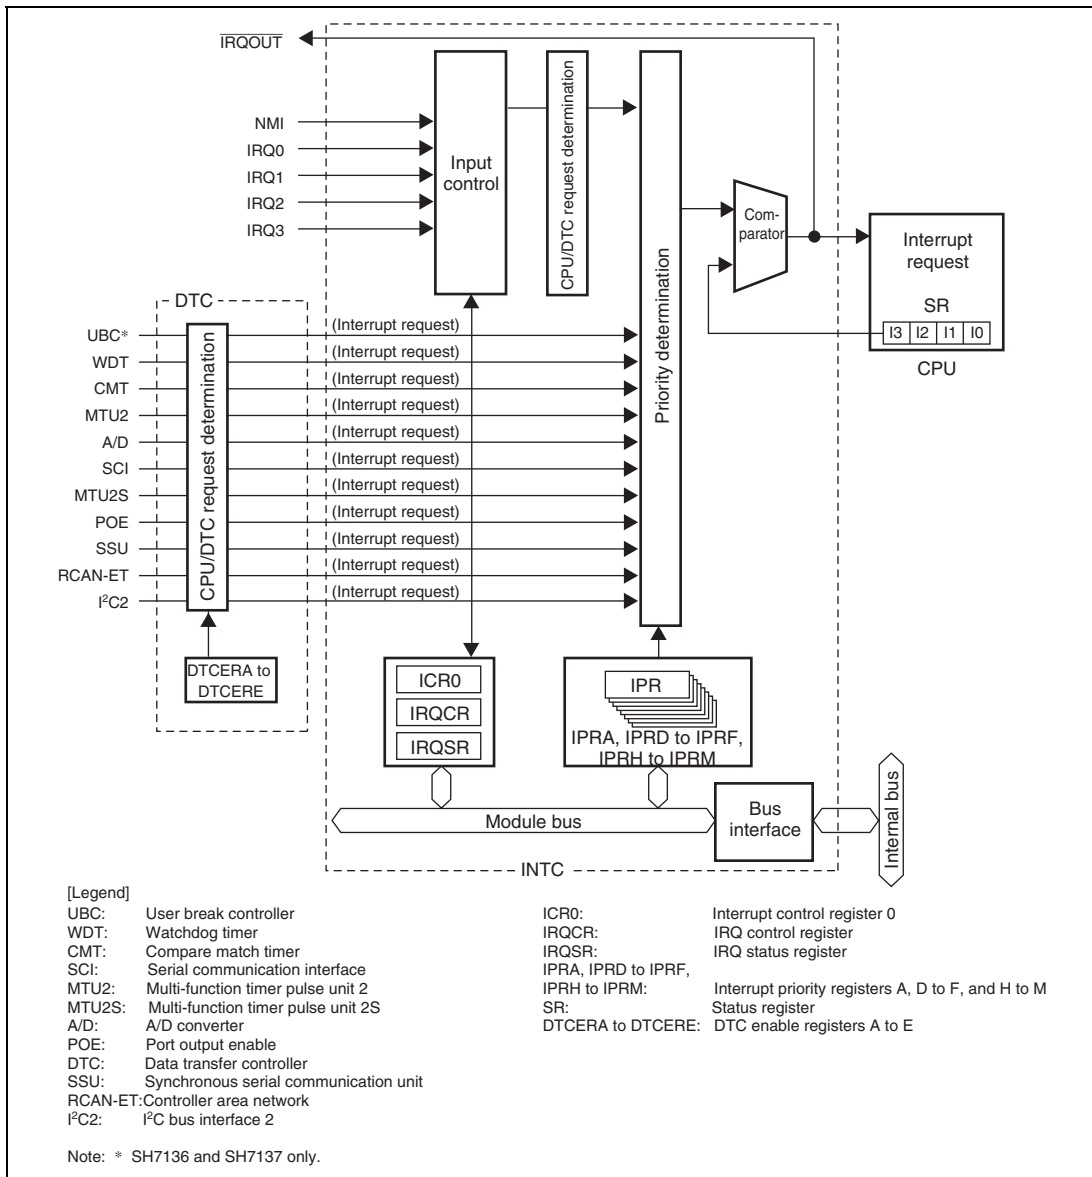 IRQOUT
NMI
IRQ0
IRQ1
IRQ2
IRQ3
Input
control
CPU/DTC request determination
Priority determination
Com-
parator
Interrupt
request
SR
I3 I2 I1 I0
CPU
DTC
UBC*
WDT
CMT
MTU2
A/D
SCI
MTU2S
POE
SSU
RCAN-ET
I²C2
CPU/DTC request determination
(Interrupt request)
(Interrupt request)
(Interrupt request)
(Interrupt request)
(Interrupt request)
(Interrupt request)
(Interrupt request)
(Interrupt request)
(Interrupt request)
(Interrupt request)
(Interrupt request)
DTCERA to
DTCERE
ICR0
IRQCR
IRQSR
IPR
IPRA, IPRD to IPRF,
IPRH to IPRM
Module bus
Bus
interface
Internal bus
INTC
[Legend]
UBC: User break controller
WDT: Watchdog timer
CMT: Compare match timer
SCI: Serial communication interface
MTU2: Multi-function timer pulse unit 2
MTU2S: Multi-function timer pulse unit 2S
A/D: A/D converter
POE: Port output enable
DTC: Data transfer controller
SSU: Synchronous serial communication unit
RCAN-ET:Controller area network
I²C2: I²C bus interface 2
ICR0: Interrupt control register 0
IRQCR: IRQ control register
IRQSR: IRQ status register
IPRA, IPRD to IPRF,
IPRH to IPRM: Interrupt priority registers A, D to F, and H to M
SR: Status register
DTCERA to DTCERE: DTC enable registers A to E
Note: * SH7136 and SH7137 only.